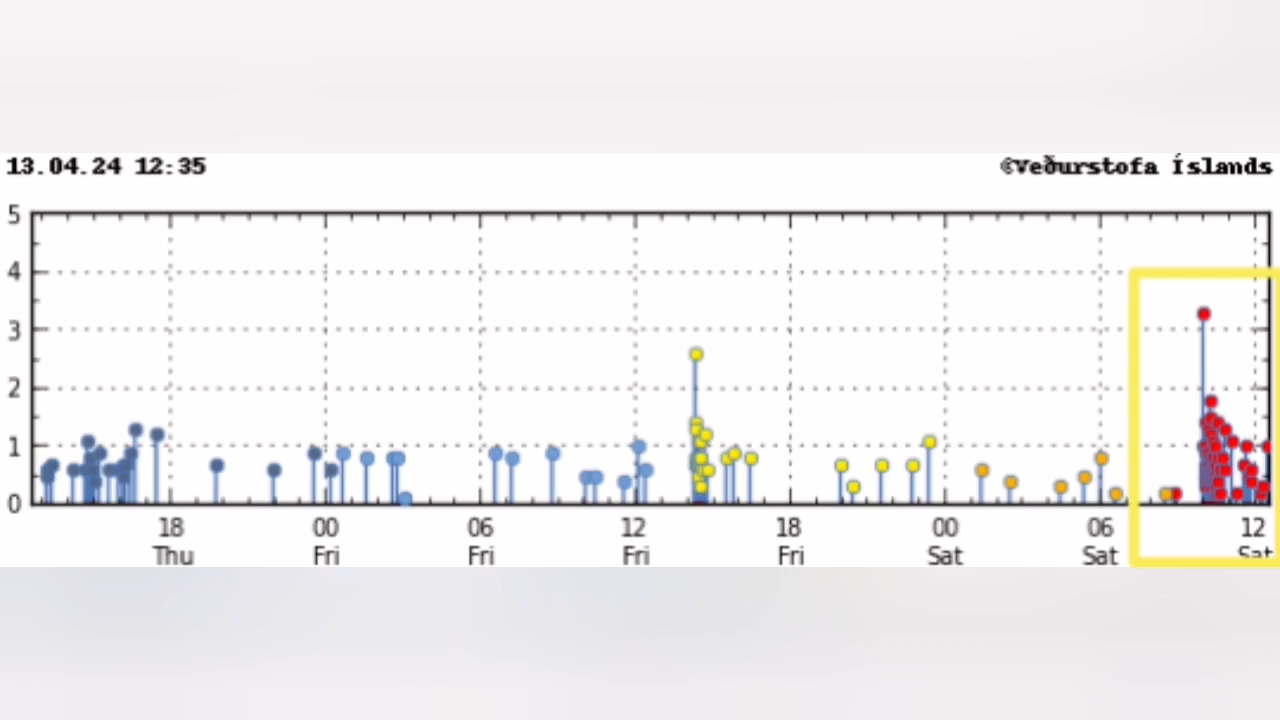 13.04.24 12:35
©Veðurstofa Íslands
5
4
3
2
1
0
18 00 06 12 18 00 06 12
Thu Fri Fri Fri Fri Sat Sat Sat